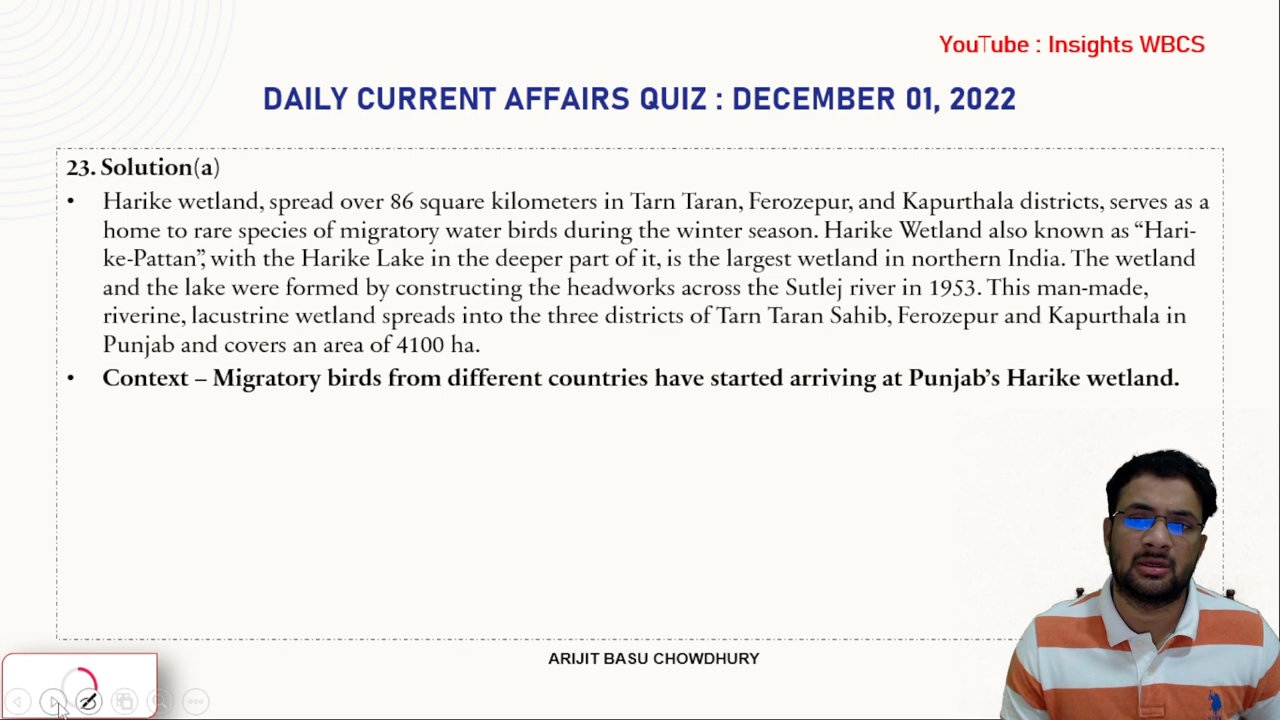 YouTube : Insights WBCS
DAILY CURRENT AFFAIRS QUIZ : DECEMBER 01, 2022
23. Solution(a)
• Harike wetland, spread over 86 square kilometers in Tarn Taran, Ferozepur, and Kapurthala districts, serves as a
home to rare species of migratory water birds during the winter season. Harike Wetland also known as “Hari-
ke-Pattan”, with the Harike Lake in the deeper part of it, is the largest wetland in northern India. The wetland
and the lake were formed by constructing the headworks across the Sutlej river in 1953. This man-made,
riverine, lacustrine wetland spreads into the three districts of Tarn Taran Sahib, Ferozepur and Kapurthala in
Punjab and covers an area of 4100 ha.
• Context – Migratory birds from different countries have started arriving at Punjab’s Harike wetland.
ARIJIT BASU CHOWDHURY